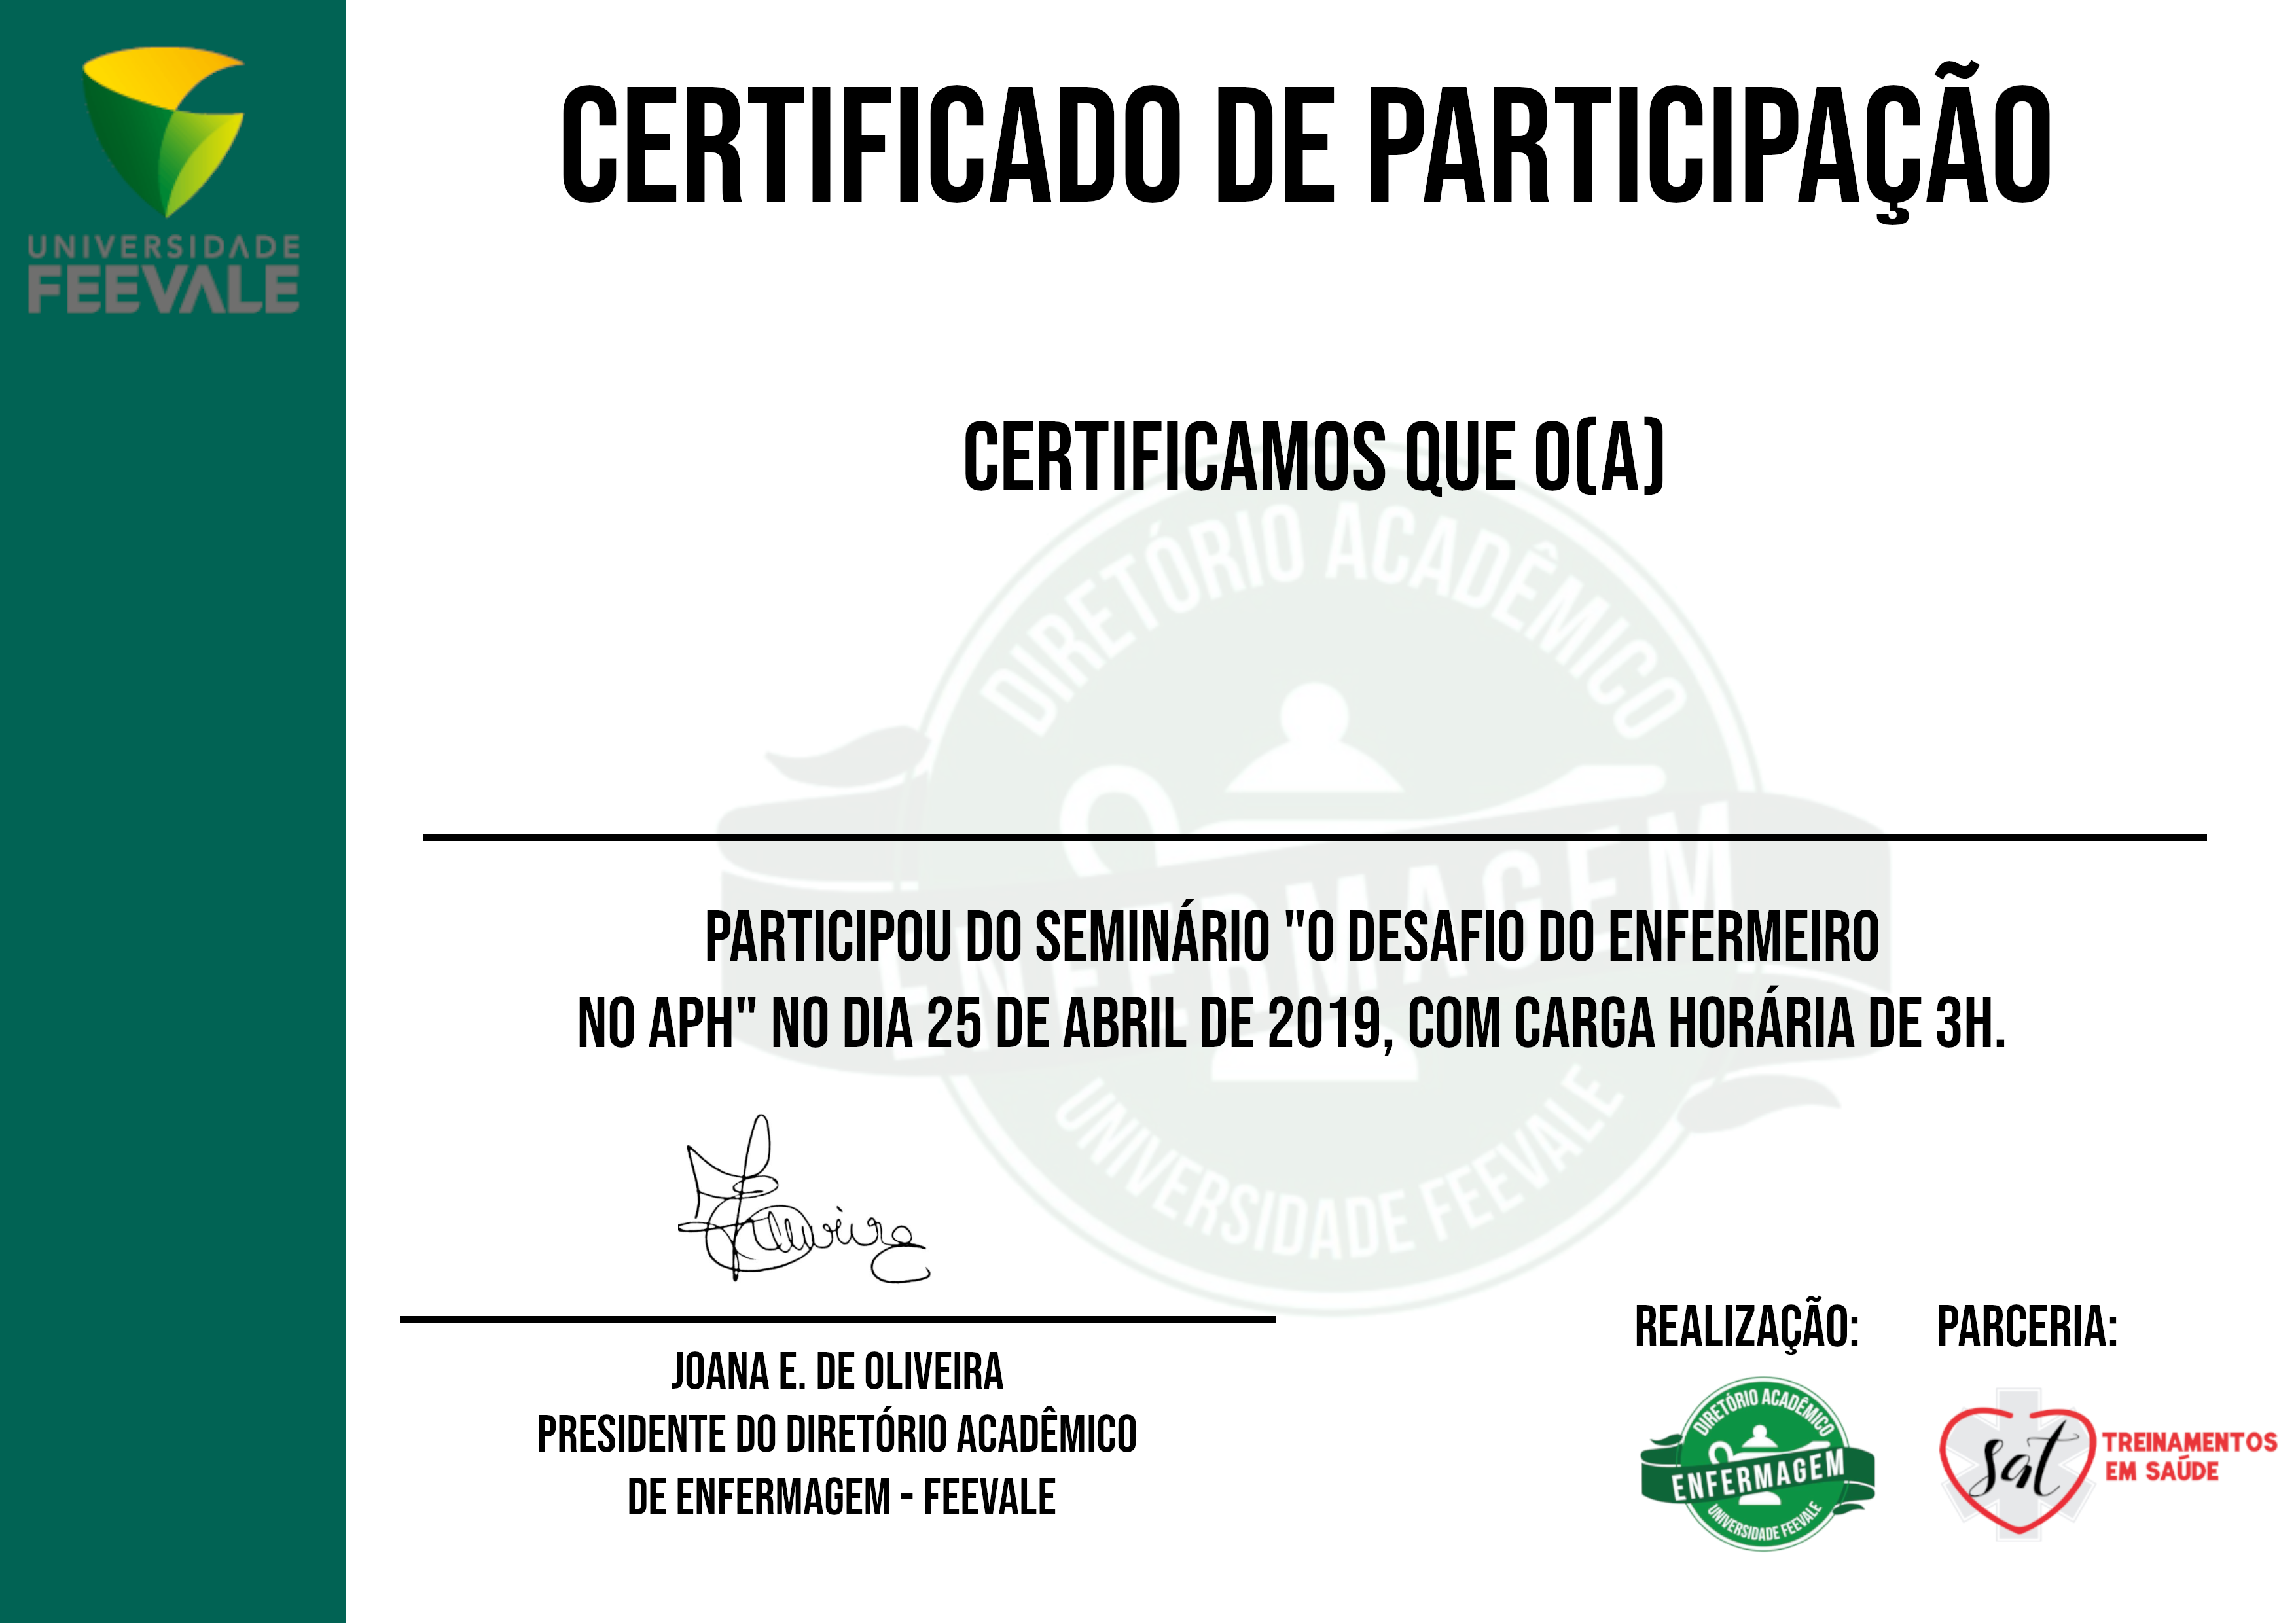 UNIVERSIDADE
FEEVALE
CERTIFICADO DE PARTICIPAÇÃO
CERTIFICAMOS QUE O(A)
DIRETÓRIO ACADÊMICO
ENFERMAGEM
UNIVERSIDADE FEEVALE
PARTICIPOU DO SEMINÁRIO "O DESAFIO DO ENFERMEIRO
NO APH" NO DIA 25 DE ABRIL DE 2019, COM CARGA HORÁRIA DE 3H.
JOANA E. DE OLIVEIRA
PRESIDENTE DO DIRETÓRIO ACADÊMICO
DE ENFERMAGEM - FEEVALE
REALIZAÇÃO:
DIRETÓRIO ACADÊMICO
ENFERMAGEM
UNIVERSIDADE FEEVALE
PARCERIA:
sat
TREINAMENTOS
EM SAÚDE